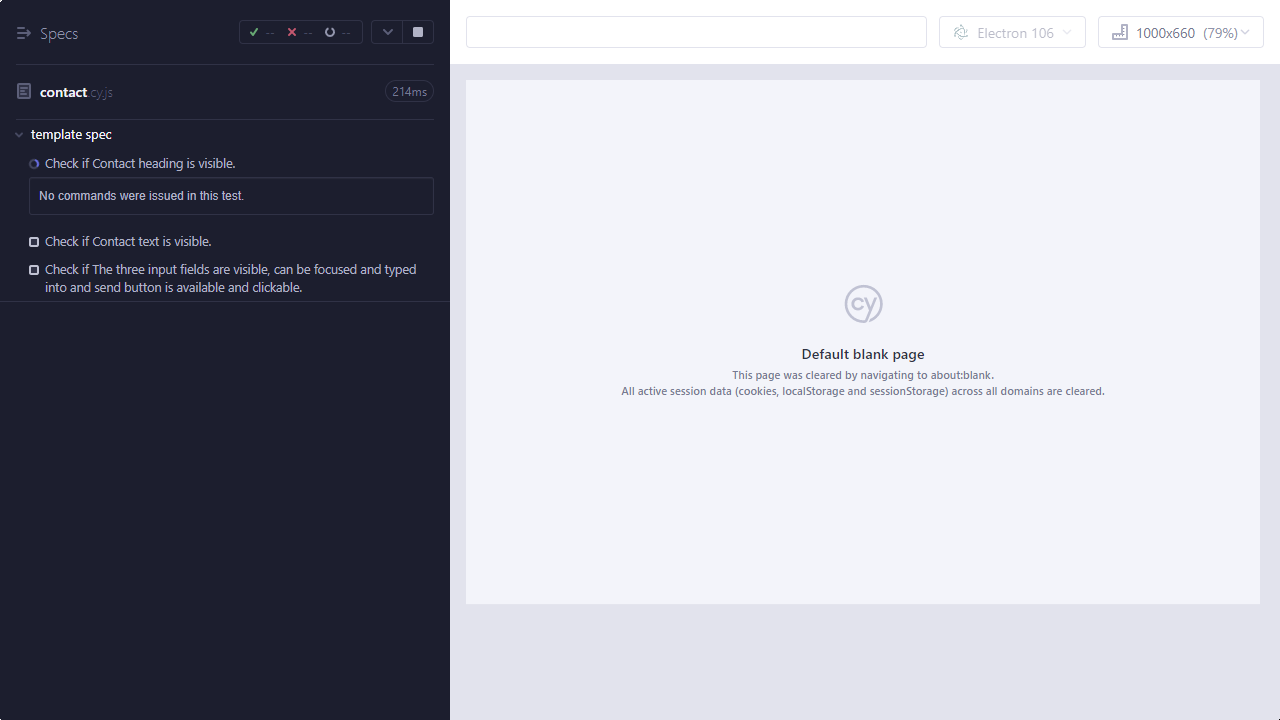 Specs
--
--
--
Electron 106
1000x660 (79%)
contact.cy.js
214ms
template spec
Check if Contact heading is visible.
No commands were issued in this test.
Check if Contact text is visible.
Check if The three input fields are visible, can be focused and typed
into and send button is available and clickable.
cy
Default blank page
This page was cleared by navigating to about:blank.
All active session data (cookies, localStorage and sessionStorage) across all domains are cleared.